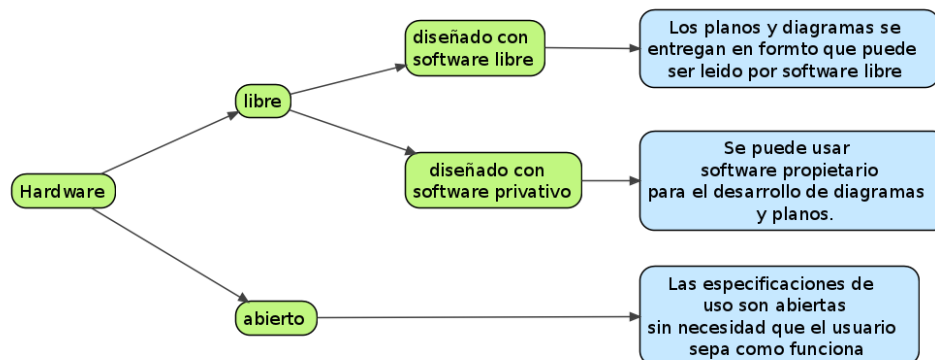 Hardware
libre
diseñado con
software libre
Los planos y diagramas se
entregan en formto que puede
ser leido por software libre
diseñado con
software privativo
Se puede usar
software propietario
para el desarrollo de diagramas
y planos.
abierto
Las especificaciones de
uso son abiertas
sin necesidad que el usuario
sepa como funciona